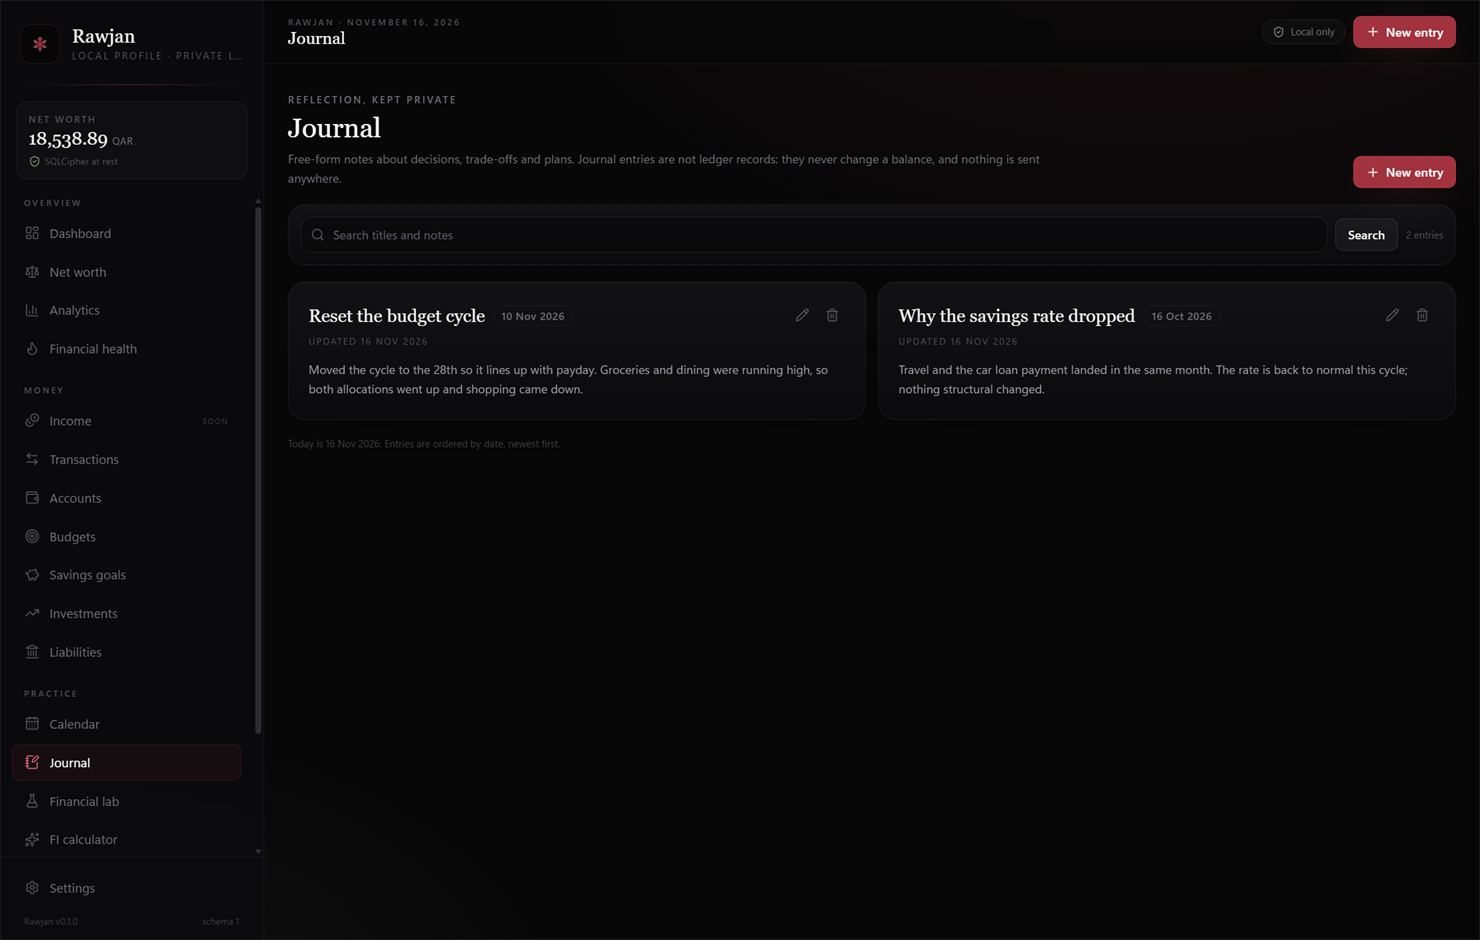 Rawjan
LOCAL PROFILE · PRIVATE L...
NET WORTH
18,538.89 QAR
SQLCipher at rest
OVERVIEW
Dashboard
Net worth
Analytics
Financial health
MONEY
Income SOON
Transactions
Accounts
Budgets
Savings goals
Investments
Liabilities
PRACTICE
Calendar
Journal
Financial lab
FI calculator
Settings
Rawjan v0.1.0 schema 1
RAWJAN · NOVEMBER 16, 2026
Journal
Local only
New entry
REFLECTION, KEPT PRIVATE
Journal
Free-form notes about decisions, trade-offs and plans. Journal entries are not ledger records: they never change a balance, and nothing is sent
anywhere.
New entry
Search titles and notes
Search
2 entries
Reset the budget cycle 10 Nov 2026
UPDATED 16 NOV 2026
Moved the cycle to the 28th so it lines up with payday. Groceries and dining were running high, so
both allocations went up and shopping came down.
Why the savings rate dropped 16 Oct 2026
UPDATED 16 NOV 2026
Travel and the car loan payment landed in the same month. The rate is back to normal this cycle;
nothing structural changed.
Today is 16 Nov 2026. Entries are ordered by date, newest first.